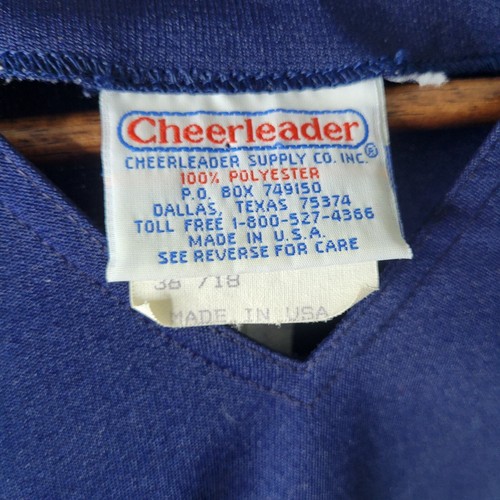 Cheerleader
CHEERLEADER SUPPLY CO. INC.®
100% POLYESTER
P.O. BOX 749150
DALLAS, TEXAS 75374
TOLL FREE 1-800-527-4366
MADE IN U.S.A.
SEE REVERSE FOR CARE
38 /18
MADE IN USA